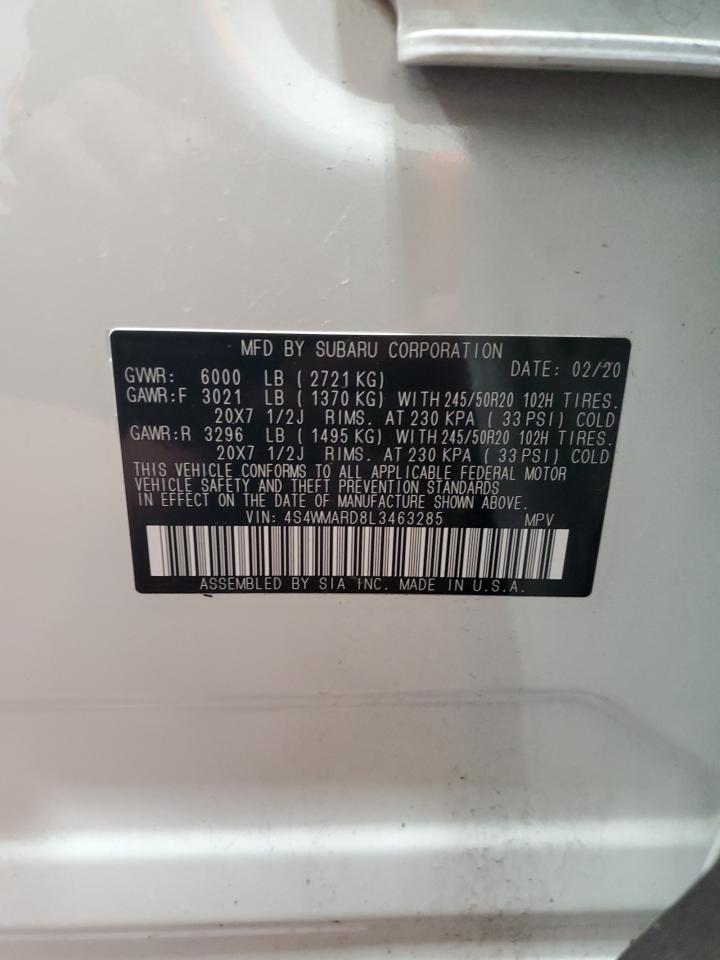 MFD BY SUBARU CORPORATION DATE: 02/20
GVWR: 6000 LB ( 2721 KG)
GAWR:F 3021 LB ( 1370 KG) WITH 245/50R20 102H TIRES.
20X7 1/2J RIMS. AT 230 KPA ( 33 PSI) COLD
GAWR:R 3296 LB ( 1495 KG) WITH 245/50R20 102H TIRES.
20X7 1/2J RIMS. AT 230 KPA ( 33 PSI) COLD
THIS VEHICLE CONFORMS TO ALL APPLICABLE FEDERAL MOTOR
VEHICLE SAFETY AND THEFT PREVENTION STANDARDS
IN EFFECT ON THE DATE OF MANUFACTURE SHOWN ABOVE.
VIN: 4S4WMARD8L3463285 MPV
ASSEMBLED BY SIA INC. MADE IN U.S.A.